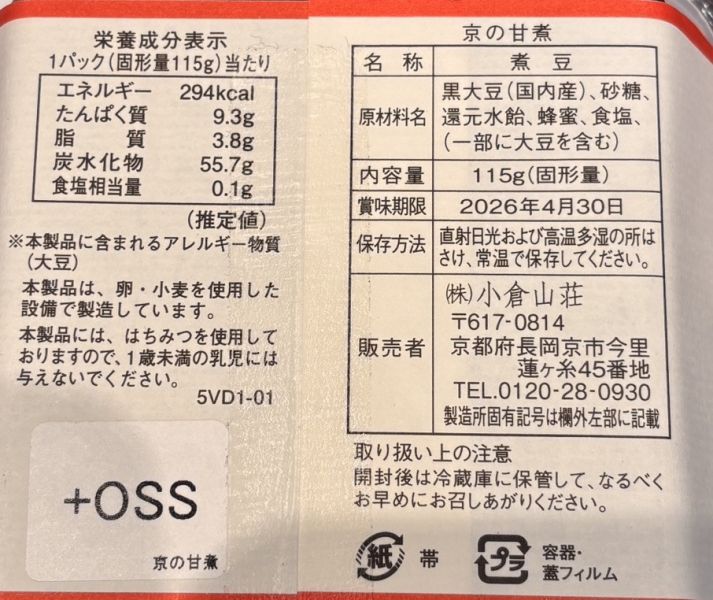 栄養成分表示
1パック(固形量115g)当たり
エネルギー 294kcal
たんぱく質 9.3g
脂質 3.8g
炭水化物 55.7g
食塩相当量 0.1g
(推定値)
※本製品に含まれるアレルギー物質
(大豆)
本製品は、卵・小麦を使用した
設備で製造しています。
本製品には、はちみつを使用して
おりますので、1歳未満の乳児には
与えないでください。
5VD1-01
+OSS
京の甘煮
京の甘煮
名称 煮豆
原材料名 黒大豆(国内産)、砂糖、
還元水飴、蜂蜜、食塩、
(一部に大豆を含む)
内容量 115g(固形量)
賞味期限 2026年4月30日
保存方法 直射日光および高温多湿の所は
さけ、常温で保存してください。
販売者 ㈱小倉山荘
〒617-0814
京都府長岡京市今里
蓮ヶ糸45番地
TEL.0120-28-0930
製造所固有記号は欄外左部に記載
取り扱い上の注意
開封後は冷蔵庫に保管して、なるべく
お早めにお召しあがりください。
紙 帯
プラ 容器・
蓋フィルム